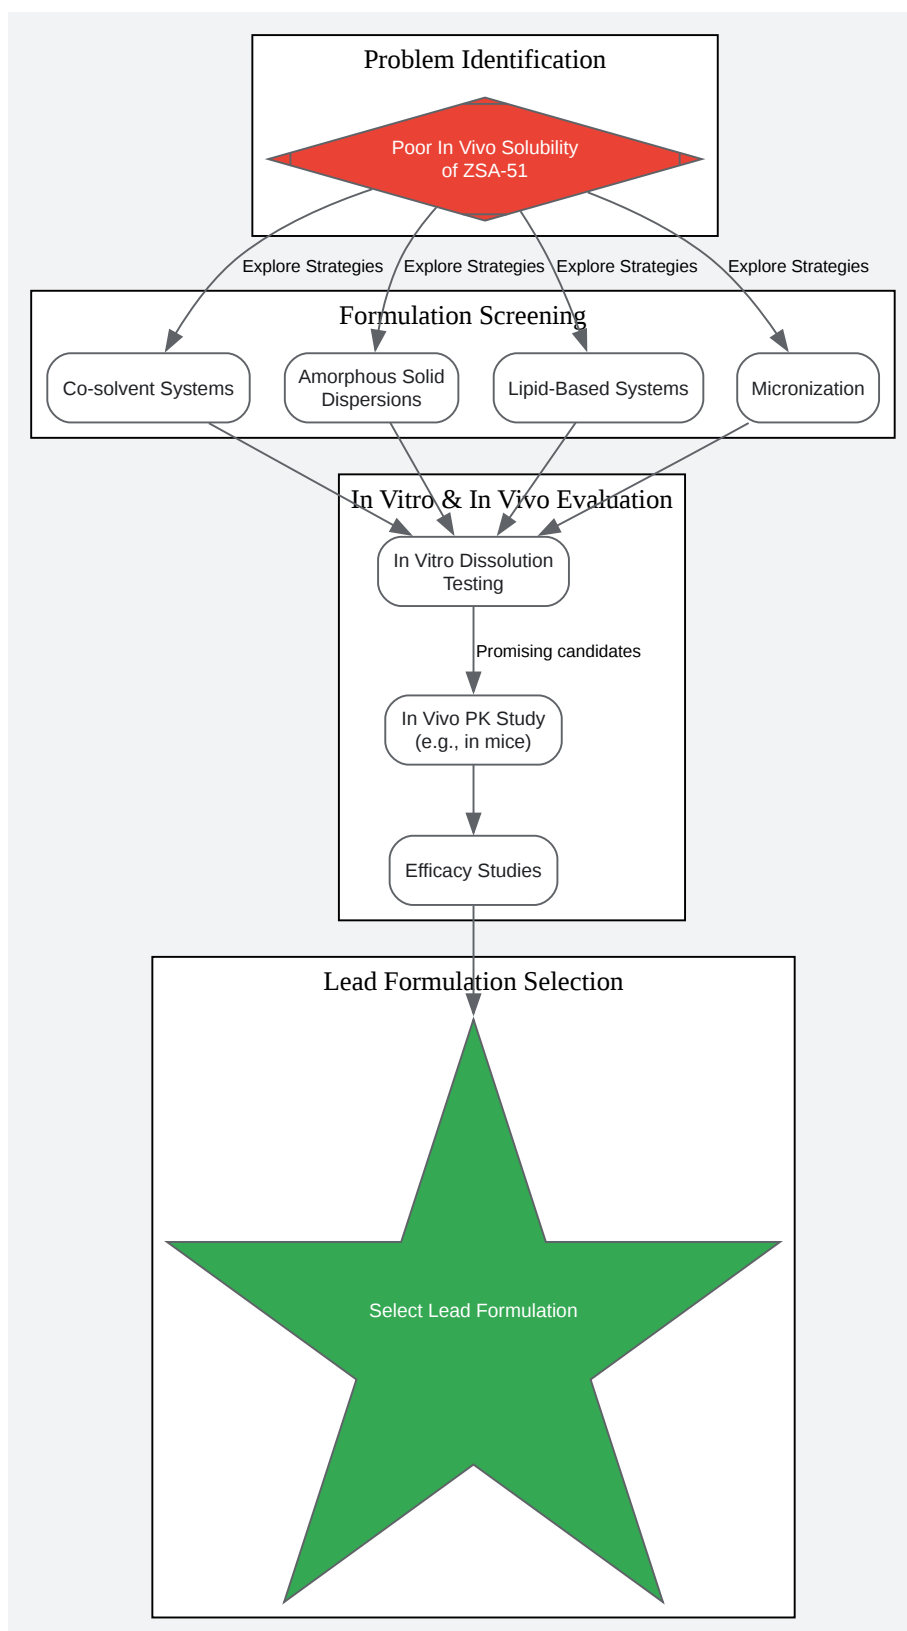 Problem Identification
Poor In Vivo Solubility
of ZSA-51
Explore Strategies
Explore Strategies
Explore Strategies
Explore Strategies
Formulation Screening
Co-solvent Systems
Amorphous Solid
Dispersions
Lipid-Based Systems
Micronization
In Vitro & In Vivo Evaluation
In Vitro Dissolution
Testing
Promising candidates
In Vivo PK Study
(e.g., in mice)
Efficacy Studies
Lead Formulation Selection
Select Lead Formulation